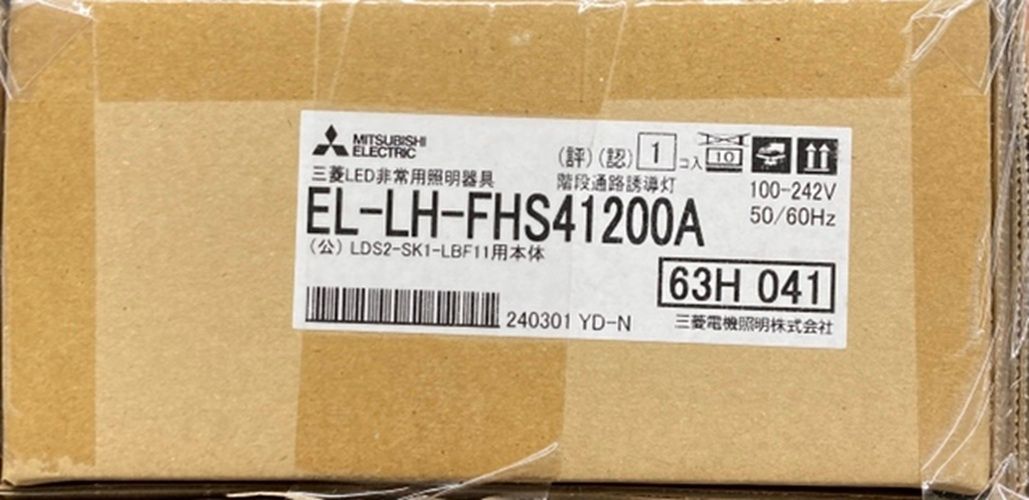 MITSUBISHI
ELECTRIC
(評)(認) 1 コ入 10
三菱LED非常用照明器具 階段通路誘導灯
100-242V
50/60Hz
EL-LH-FHS41200A
(公) LDS2-SK1-LBF11用本体
63H 041
240301 YD-N
三菱電機照明株式会社